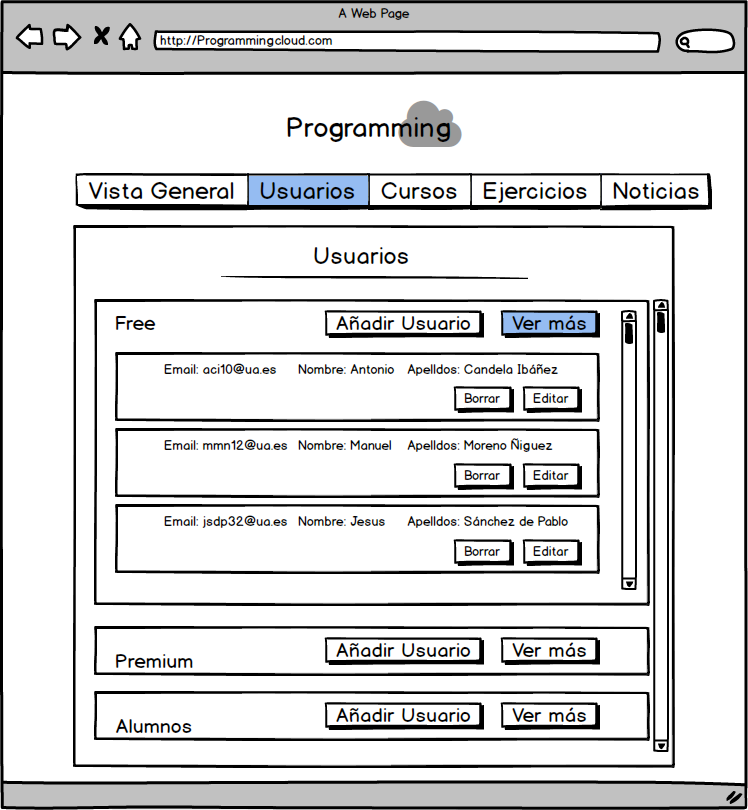 A Web Page
http://Programmingcloud.com
Programming
Vista General Usuarios Cursos Ejercicios Noticias
Usuarios
Free Añadir Usuario Ver más
Email: aci10@ua.es Nombre: Antonio Apelldos: Candela Ibáñez
Borrar Editar
Email: mmn12@ua.es Nombre: Manuel Apelldos: Moreno Ñiguez
Borrar Editar
Email: jsdp32@ua.es Nombre: Jesus Apelldos: Sánchez de Pablo
Borrar Editar
Premium Añadir Usuario Ver más
Alumnos Añadir Usuario Ver más